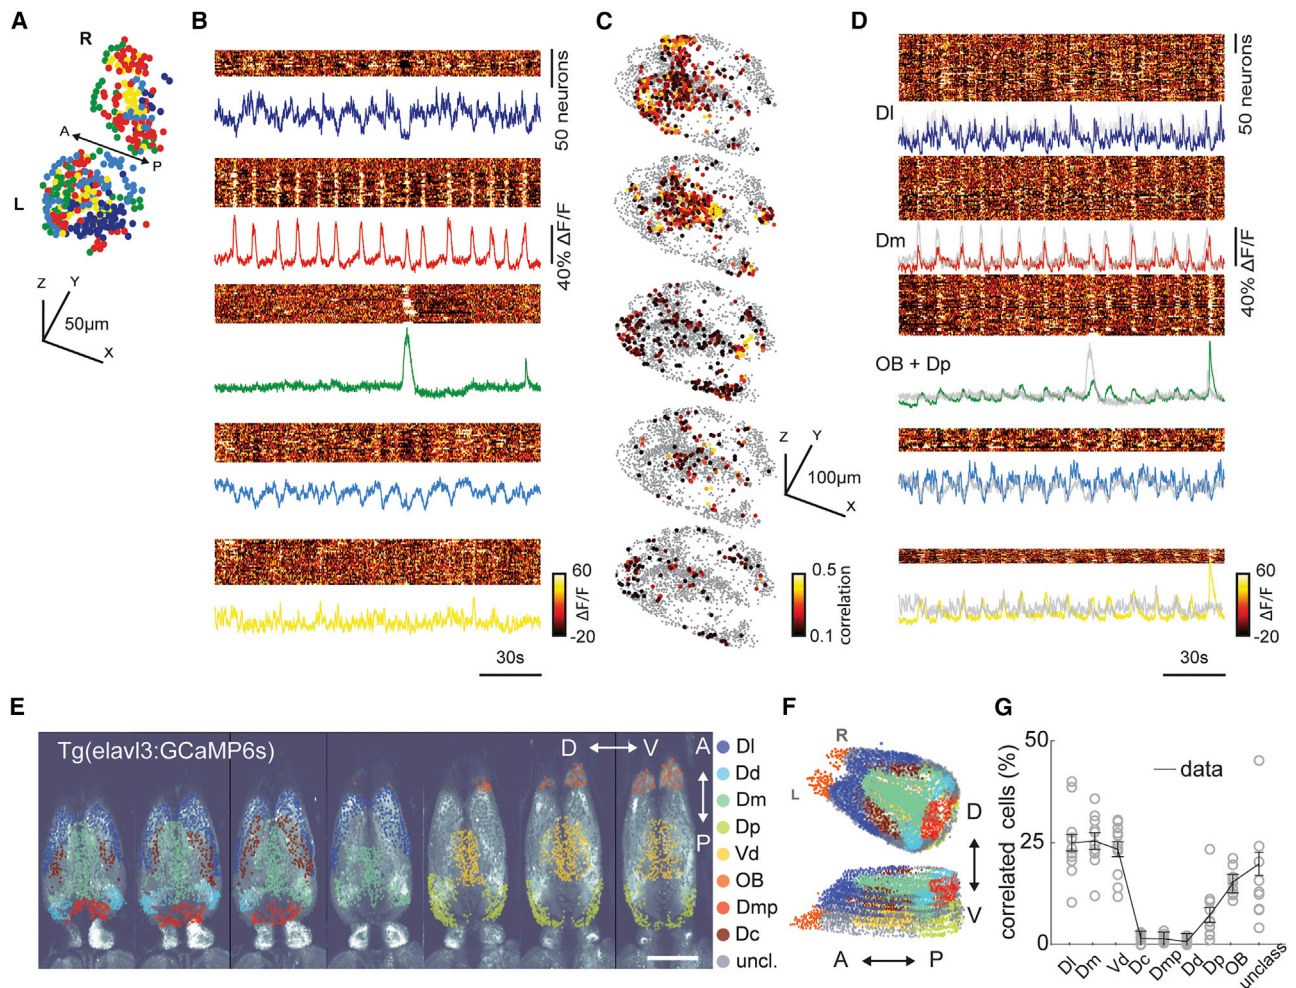 A
R
A
P
L
Z
Y
50µm
X
B
50 neurons
40% ΔF/F
60
ΔF/F
-20
30s
C
Z
Y
100µm
X
0.5
correlation
0.1
D
50 neurons
Dl
Dm
40% ΔF/F
OB + Dp
60
ΔF/F
-20
30s
E
Tg(elavl3:GCaMP6s)
D V
A
P
Dl
Dd
Dm
Dp
Vd
OB
Dmp
Dc
uncl.
F
R
L
D
V
A P
G
correlated cells (%)
50
25
0
data
Dl
Dm
Vd
Dc
Dmp
Dd
Dp
OB
unclass